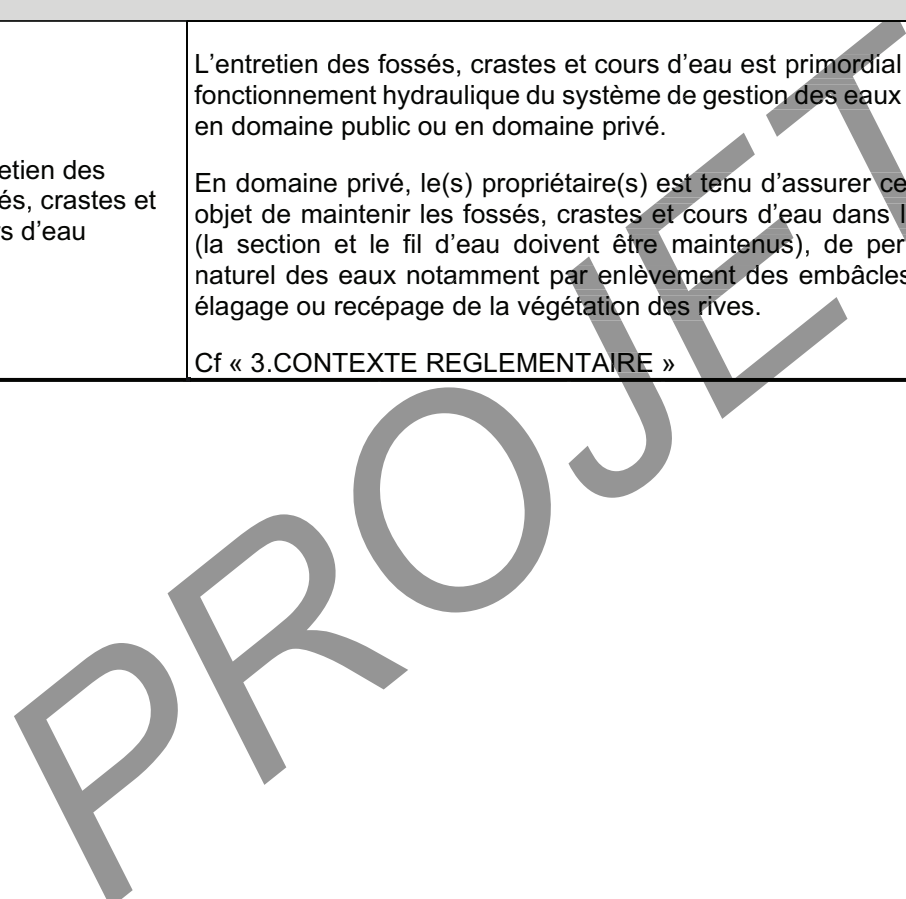 etien des
és, crastes et
s d'eau
L'entretien des fossés, crastes et cours d'eau est primordial
fonctionnement hydraulique du système de gestion des eaux
en domaine public ou en domaine privé.
En domaine privé, le(s) propriétaire(s) est tenu d'assurer ce
objet de maintenir les fossés, crastes et cours d'eau dans l
(la section et le fil d'eau doivent être maintenus), de per
naturel des eaux notamment par enlèvement des embâcles
élagage ou recépage de la végétation des rives.
Cf « 3.CONTEXTE REGLEMENTAIRE »
PROJET